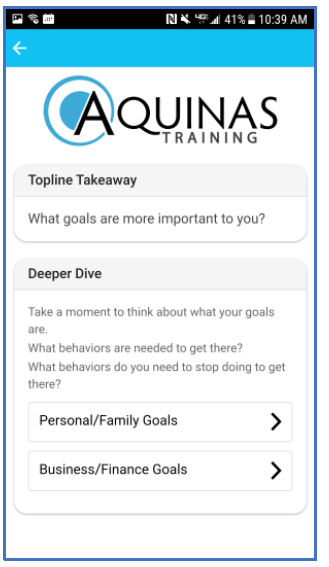 41% 10:39 AM
AQUINAS
TRAINING
Topline Takeaway
What goals are more important to you?
Deeper Dive
Take a moment to think about what your goals
are.
What behaviors are needed to get there?
What behaviors do you need to stop doing to get
there?
Personal/Family Goals
Business/Finance Goals